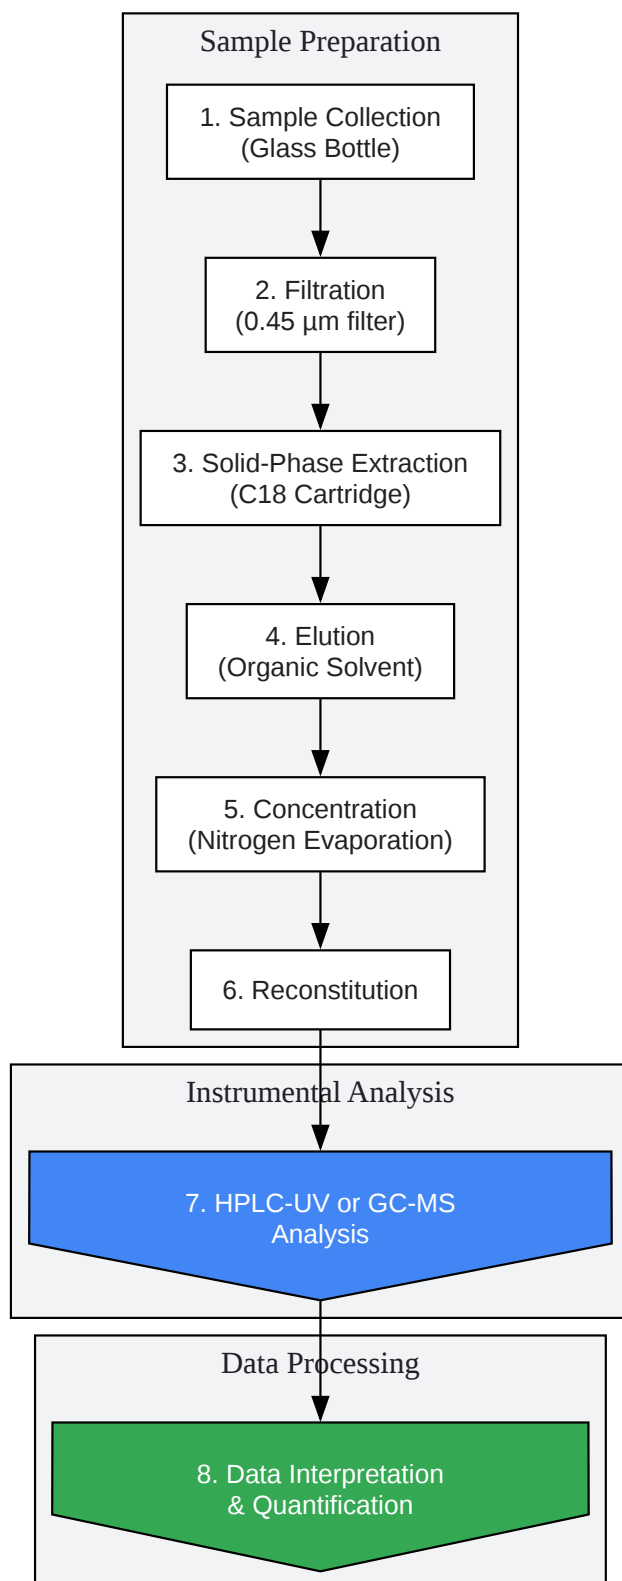 Sample Preparation
1. Sample Collection
(Glass Bottle)
2. Filtration
(0.45 µm filter)
3. Solid-Phase Extraction
(C18 Cartridge)
4. Elution
(Organic Solvent)
5. Concentration
(Nitrogen Evaporation)
6. Reconstitution
Instrumental Analysis
7. HPLC-UV or GC-MS
Analysis
Data Processing
8. Data Interpretation
& Quantification